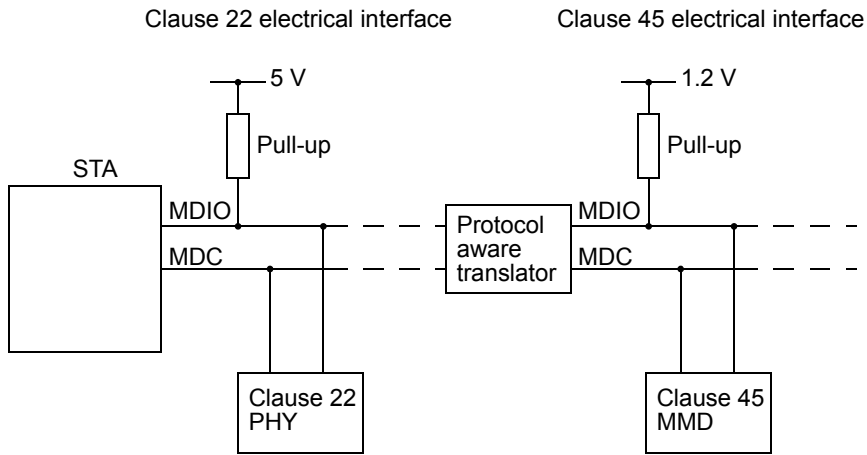 Clause 22 electrical interface
Clause 45 electrical interface
5 V
1.2 V
Pull-up
Pull-up
STA
MDIO
MDC
Protocol
aware
translator
MDIO
MDC
Clause 22
PHY
Clause 45
MMD